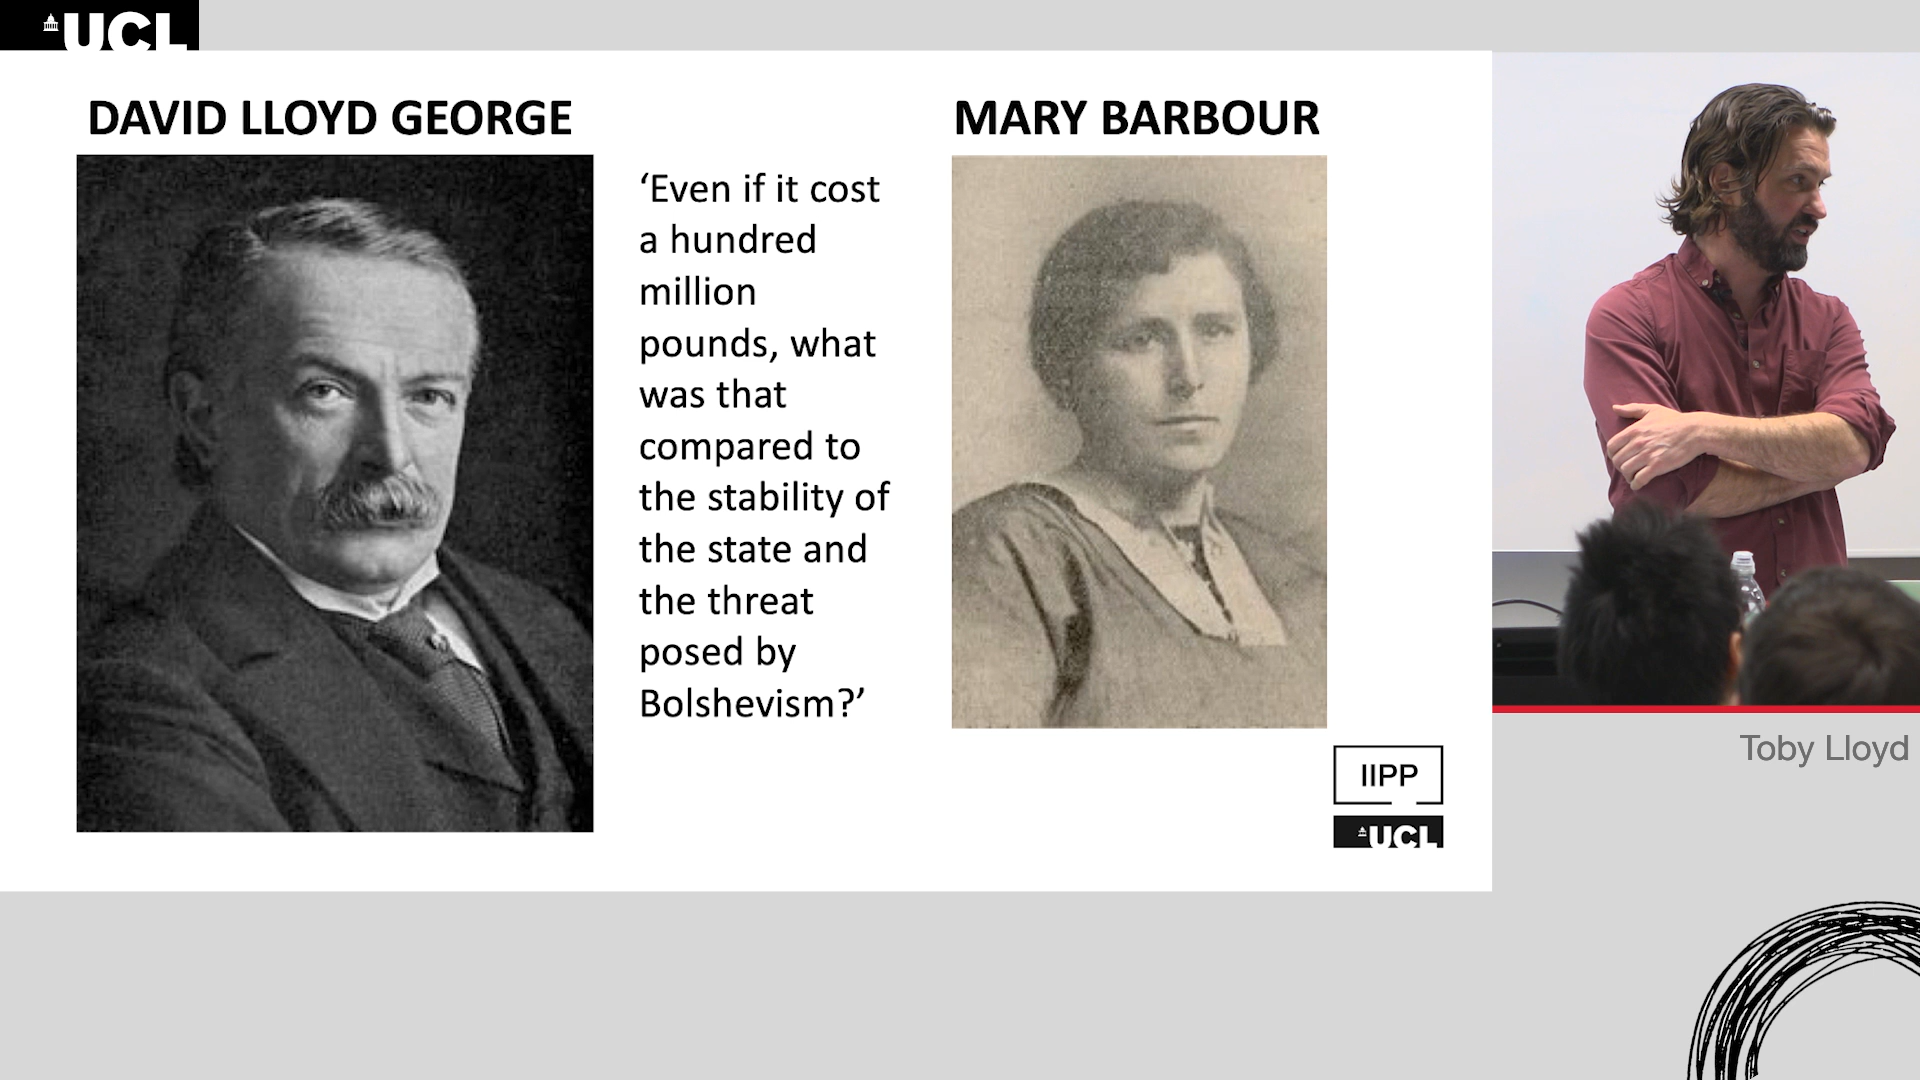 UCL
DAVID LLOYD GEORGE
‘Even if it cost
a hundred
million
pounds, what
was that
compared to
the stability of
the state and
the threat
posed by
Bolshevism?’
MARY BARBOUR
IIPP
UCL
Toby Lloyd